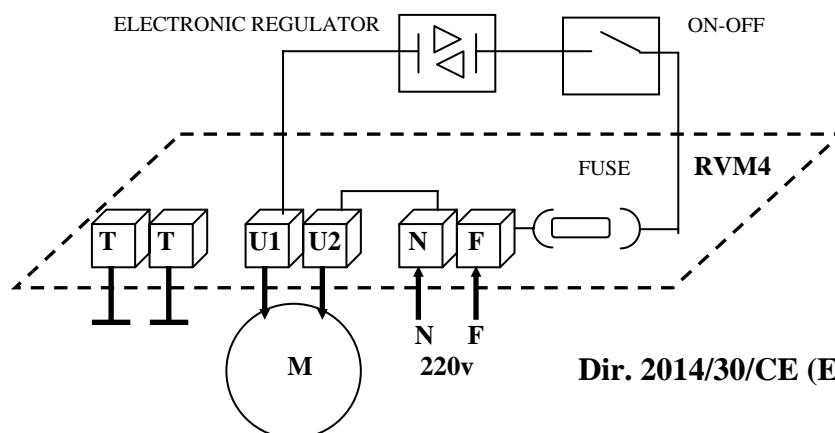 ELECTRONIC REGULATOR ON-OFF
FUSE RVM4
T T U1 U2 N F
N F
M 220v
Dir. 2014/30/CE (E